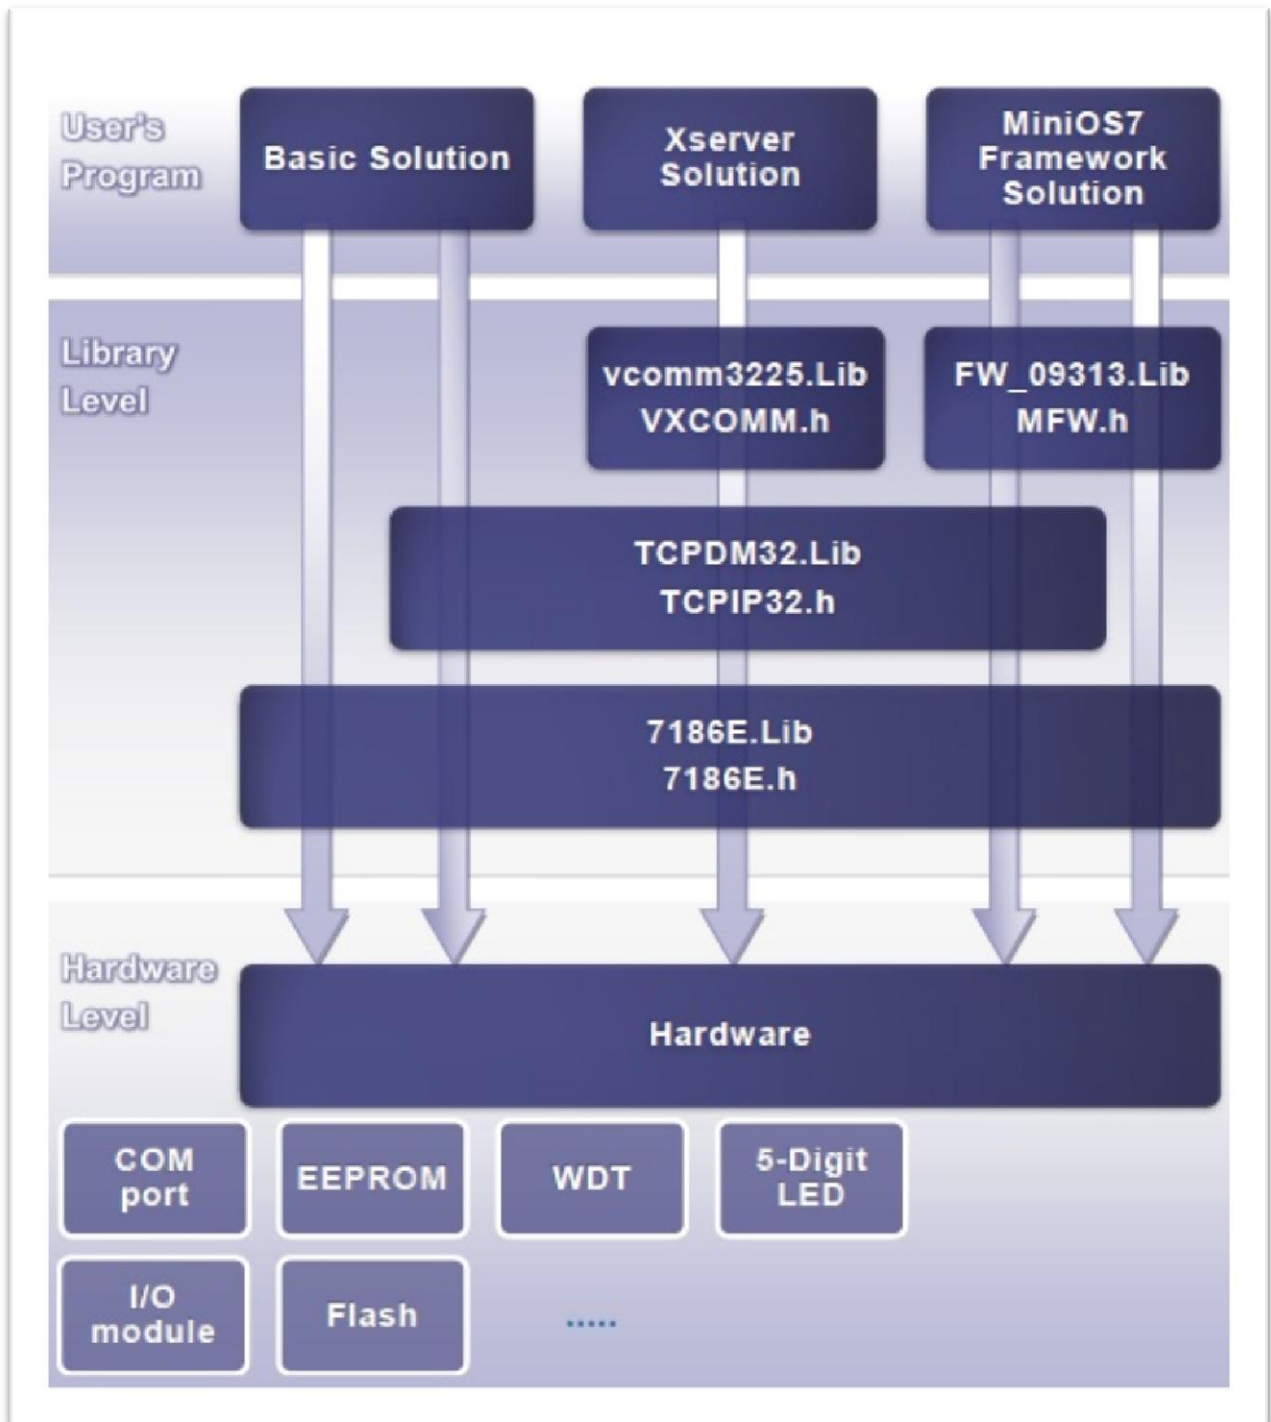 User's
Program
Basic Solution
Xserver
Solution
MiniOS7
Framework
Solution
Library
Level
vcomm3225.Lib
VXCOMM.h
FW_09313.Lib
MFW.h
TCPDM32.Lib
TCPIP32.h
7186E.Lib
7186E.h
Hardware
Level
Hardware
COM
port
EEPROM
WDT
5-Digit
LED
I/O
module
Flash
.....